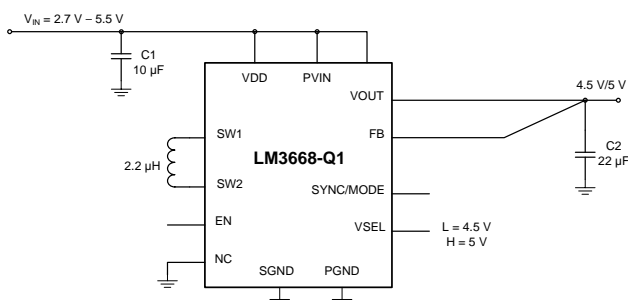 VIN = 2.7 V – 5.5 V
C1
10 µF
VDD
PVIN
VOUT
4.5 V/5 V
FB
SW1
LM3668-Q1
C2
22 µF
2.2 µH
SW2
SYNC/MODE
EN
VSEL
L = 4.5 V
H = 5 V
NC
SGND
PGND